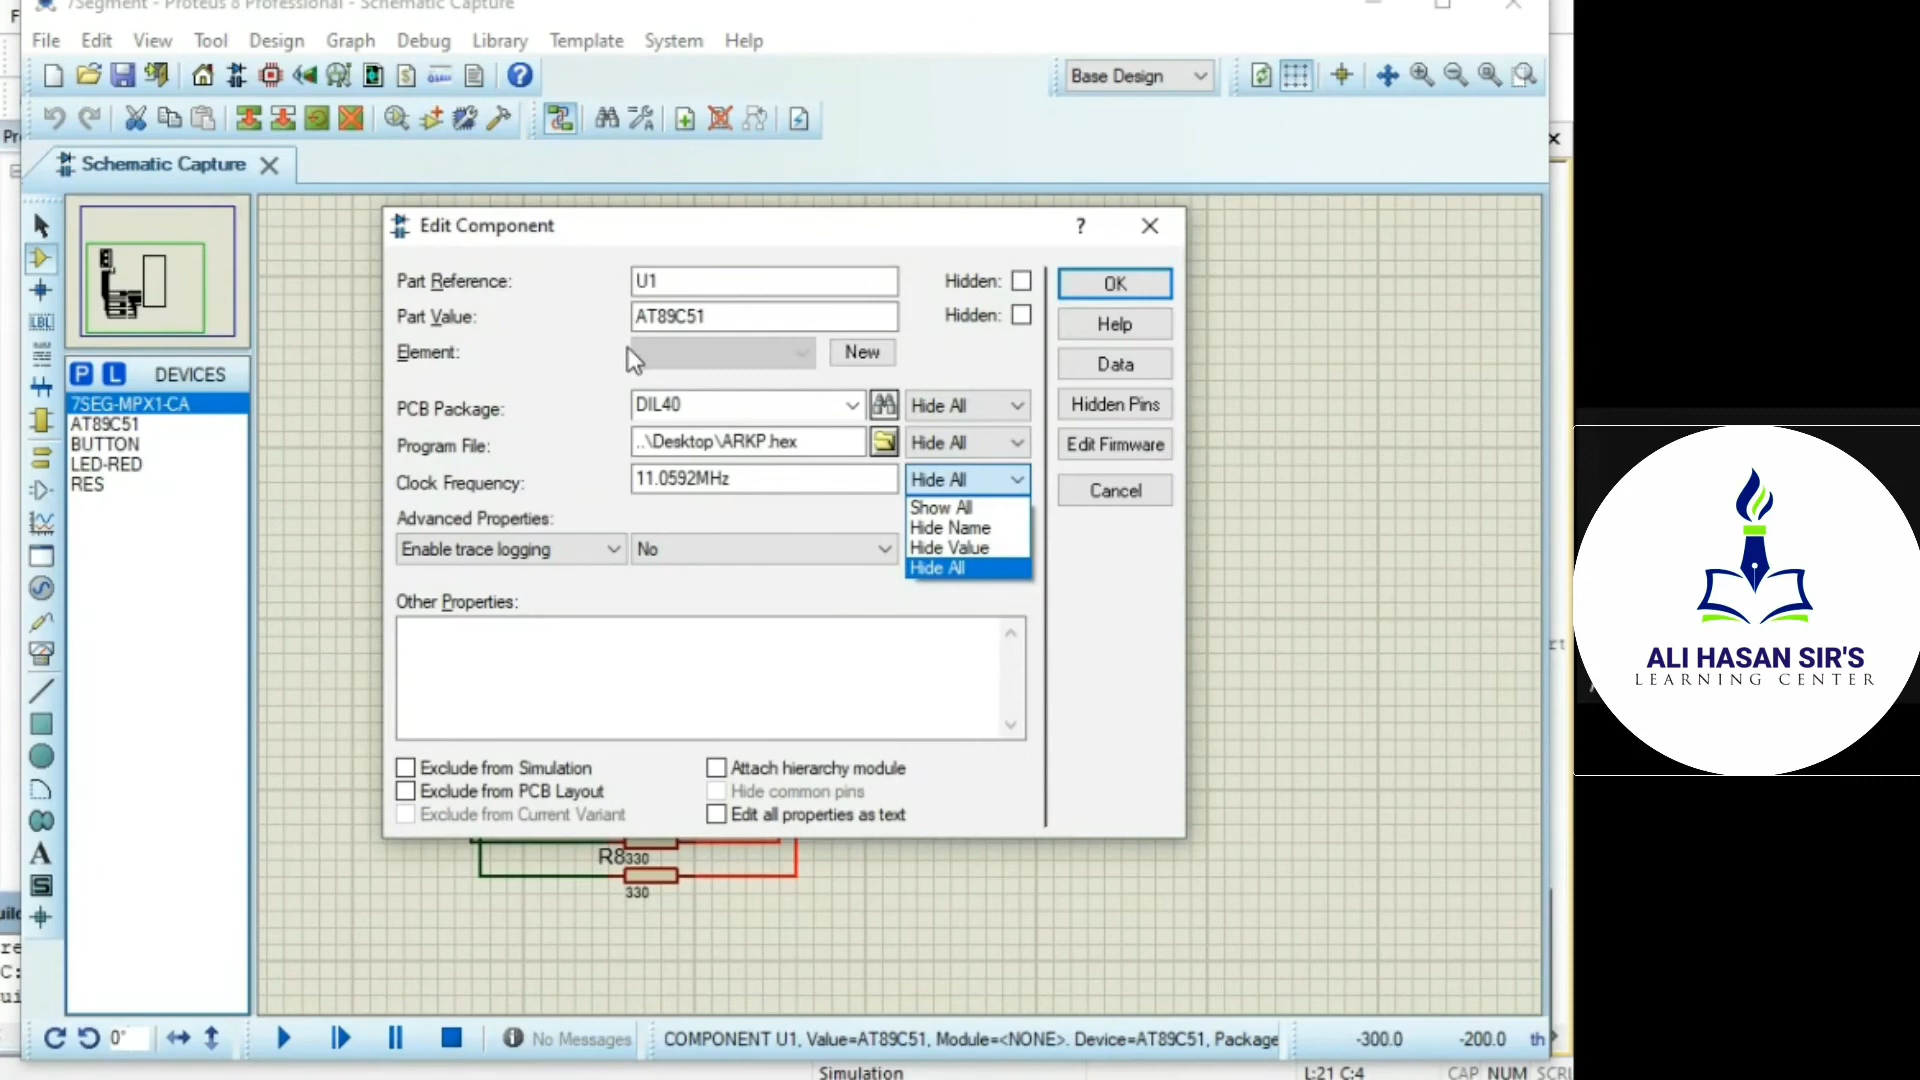 7Segment - Proteus 8 Professional - Schematic Capture
File Edit View Tool Design Graph Debug Library Template System Help
Base Design
Schematic Capture
P L DEVICES
7SEG-MPX1-CA
AT89C51
BUTTON
LED-RED
RES
LBL
A
S
Edit Component
?
Part Reference: U1 Hidden:
Part Value: AT89C51 Hidden:
Element: New
PCB Package: DIL40 Hide All
Program File: ..\Desktop\ARKP.hex Hide All
Clock Frequency: 11.0592MHz Hide All
Show All
Hide Name
Hide Value
Hide All
Advanced Properties:
Enable trace logging No
Other Properties:
Exclude from Simulation Attach hierarchy module
Exclude from PCB Layout Hide common pins
Exclude from Current Variant Edit all properties as text
OK
Help
Data
Hidden Pins
Edit Firmware
Cancel
R8 330
330
0° No Messages COMPONENT U1, Value=AT89C51, Module=<NONE>. Device=AT89C51, Package -300.0 -200.0 th
Simulation L:21 C:4 CAP NUM SCRL
ALI HASAN SIR'S
LEARNING CENTER